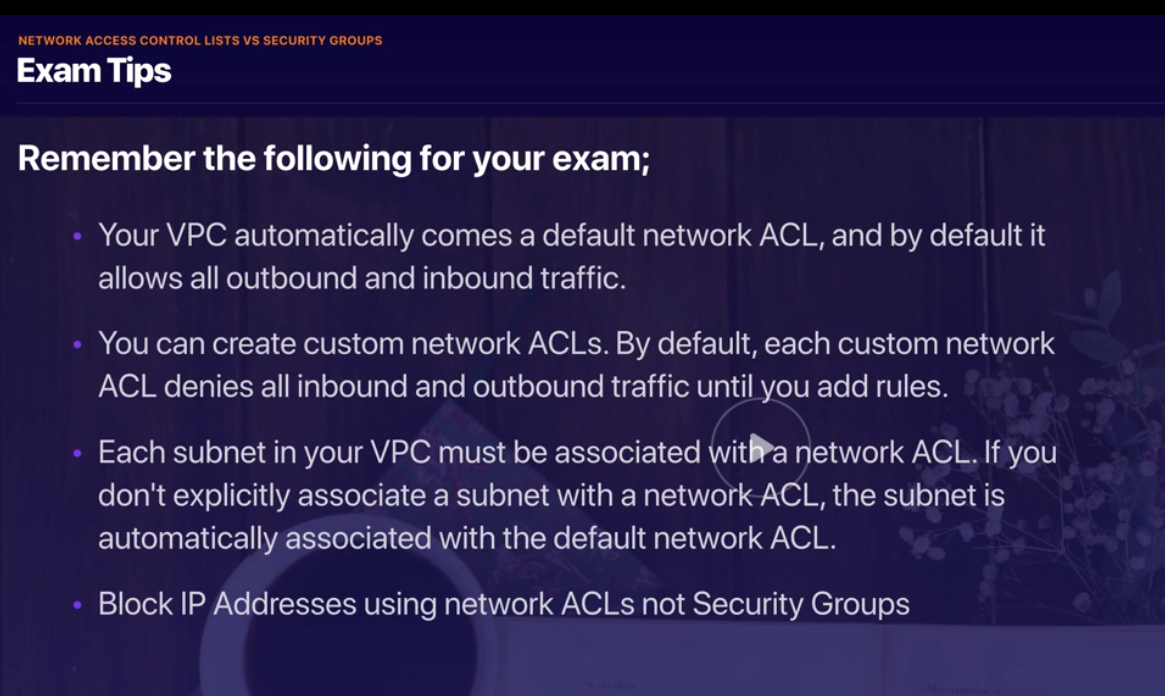 NETWORK ACCESS CONTROL LISTS VS SECURITY GROUPS
Exam Tips
Remember the following for your exam;
• Your VPC automatically comes a default network ACL, and by default it
allows all outbound and inbound traffic.
• You can create custom network ACLs. By default, each custom network
ACL denies all inbound and outbound traffic until you add rules.
• Each subnet in your VPC must be associated with a network ACL. If you
don't explicitly associate a subnet with a network ACL, the subnet is
automatically associated with the default network ACL.
• Block IP Addresses using network ACLs not Security Groups